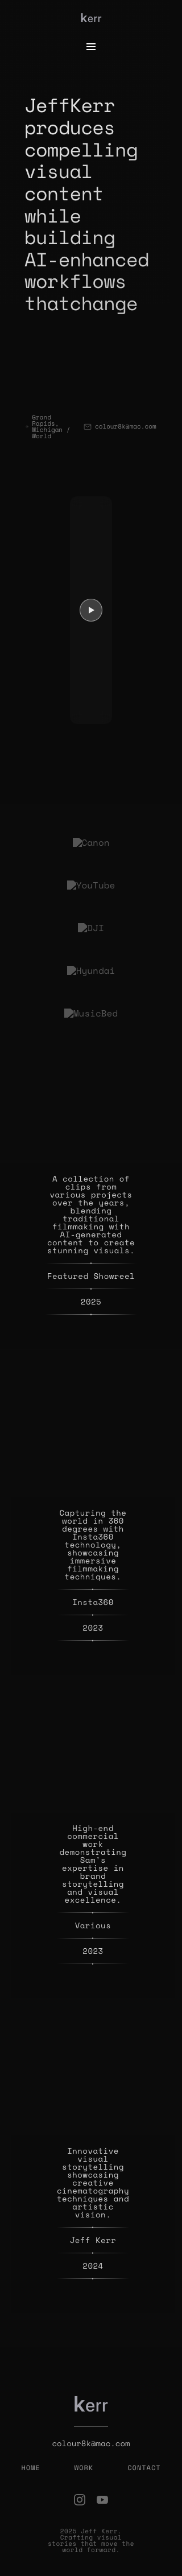 kerr
JeffKerr
produces
compelling
visual
content
while
building
AI-enhanced
workflows
thatchange
Grand
Rapids,
Michigan /
World
colour8k@mac.com
Canon
YouTube
DJI
Hyundai
MusicBed
A collection of
clips from
various projects
over the years,
blending
traditional
filmmaking with
AI-generated
content to create
stunning visuals.
Featured Showreel
2025
Capturing the
world in 360
degrees with
Insta360
technology,
showcasing
immersive
filmmaking
techniques.
Insta360
2023
High-end
commercial
work
demonstrating
Sam's
expertise in
brand
storytelling
and visual
excellence.
Various
2023
Innovative
visual
storytelling
showcasing
creative
cinematography
techniques and
artistic
vision.
Jeff Kerr
2024
kerr
colour8k@mac.com
HOME WORK CONTACT
2025 Jeff Kerr.
Crafting visual
stories that move the
world forward.